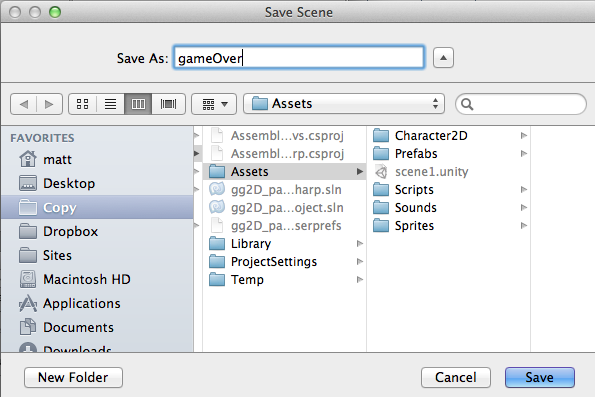 Save Scene
Save As: gameOver
Assets
FAVORITES
matt
Desktop
Copy
Dropbox
Sites
Macintosh HD
Applications
Documents
Downloads
Assembl...vs.csproj
Assembl...rp.csproj
Assets
gg2D_pa...harp.sln
gg2D_pa...oject.sln
gg2D_pa...serprefs
Library
ProjectSettings
Temp
Character2D
Prefabs
scene1.unity
Scripts
Sounds
Sprites
New Folder
Cancel
Save